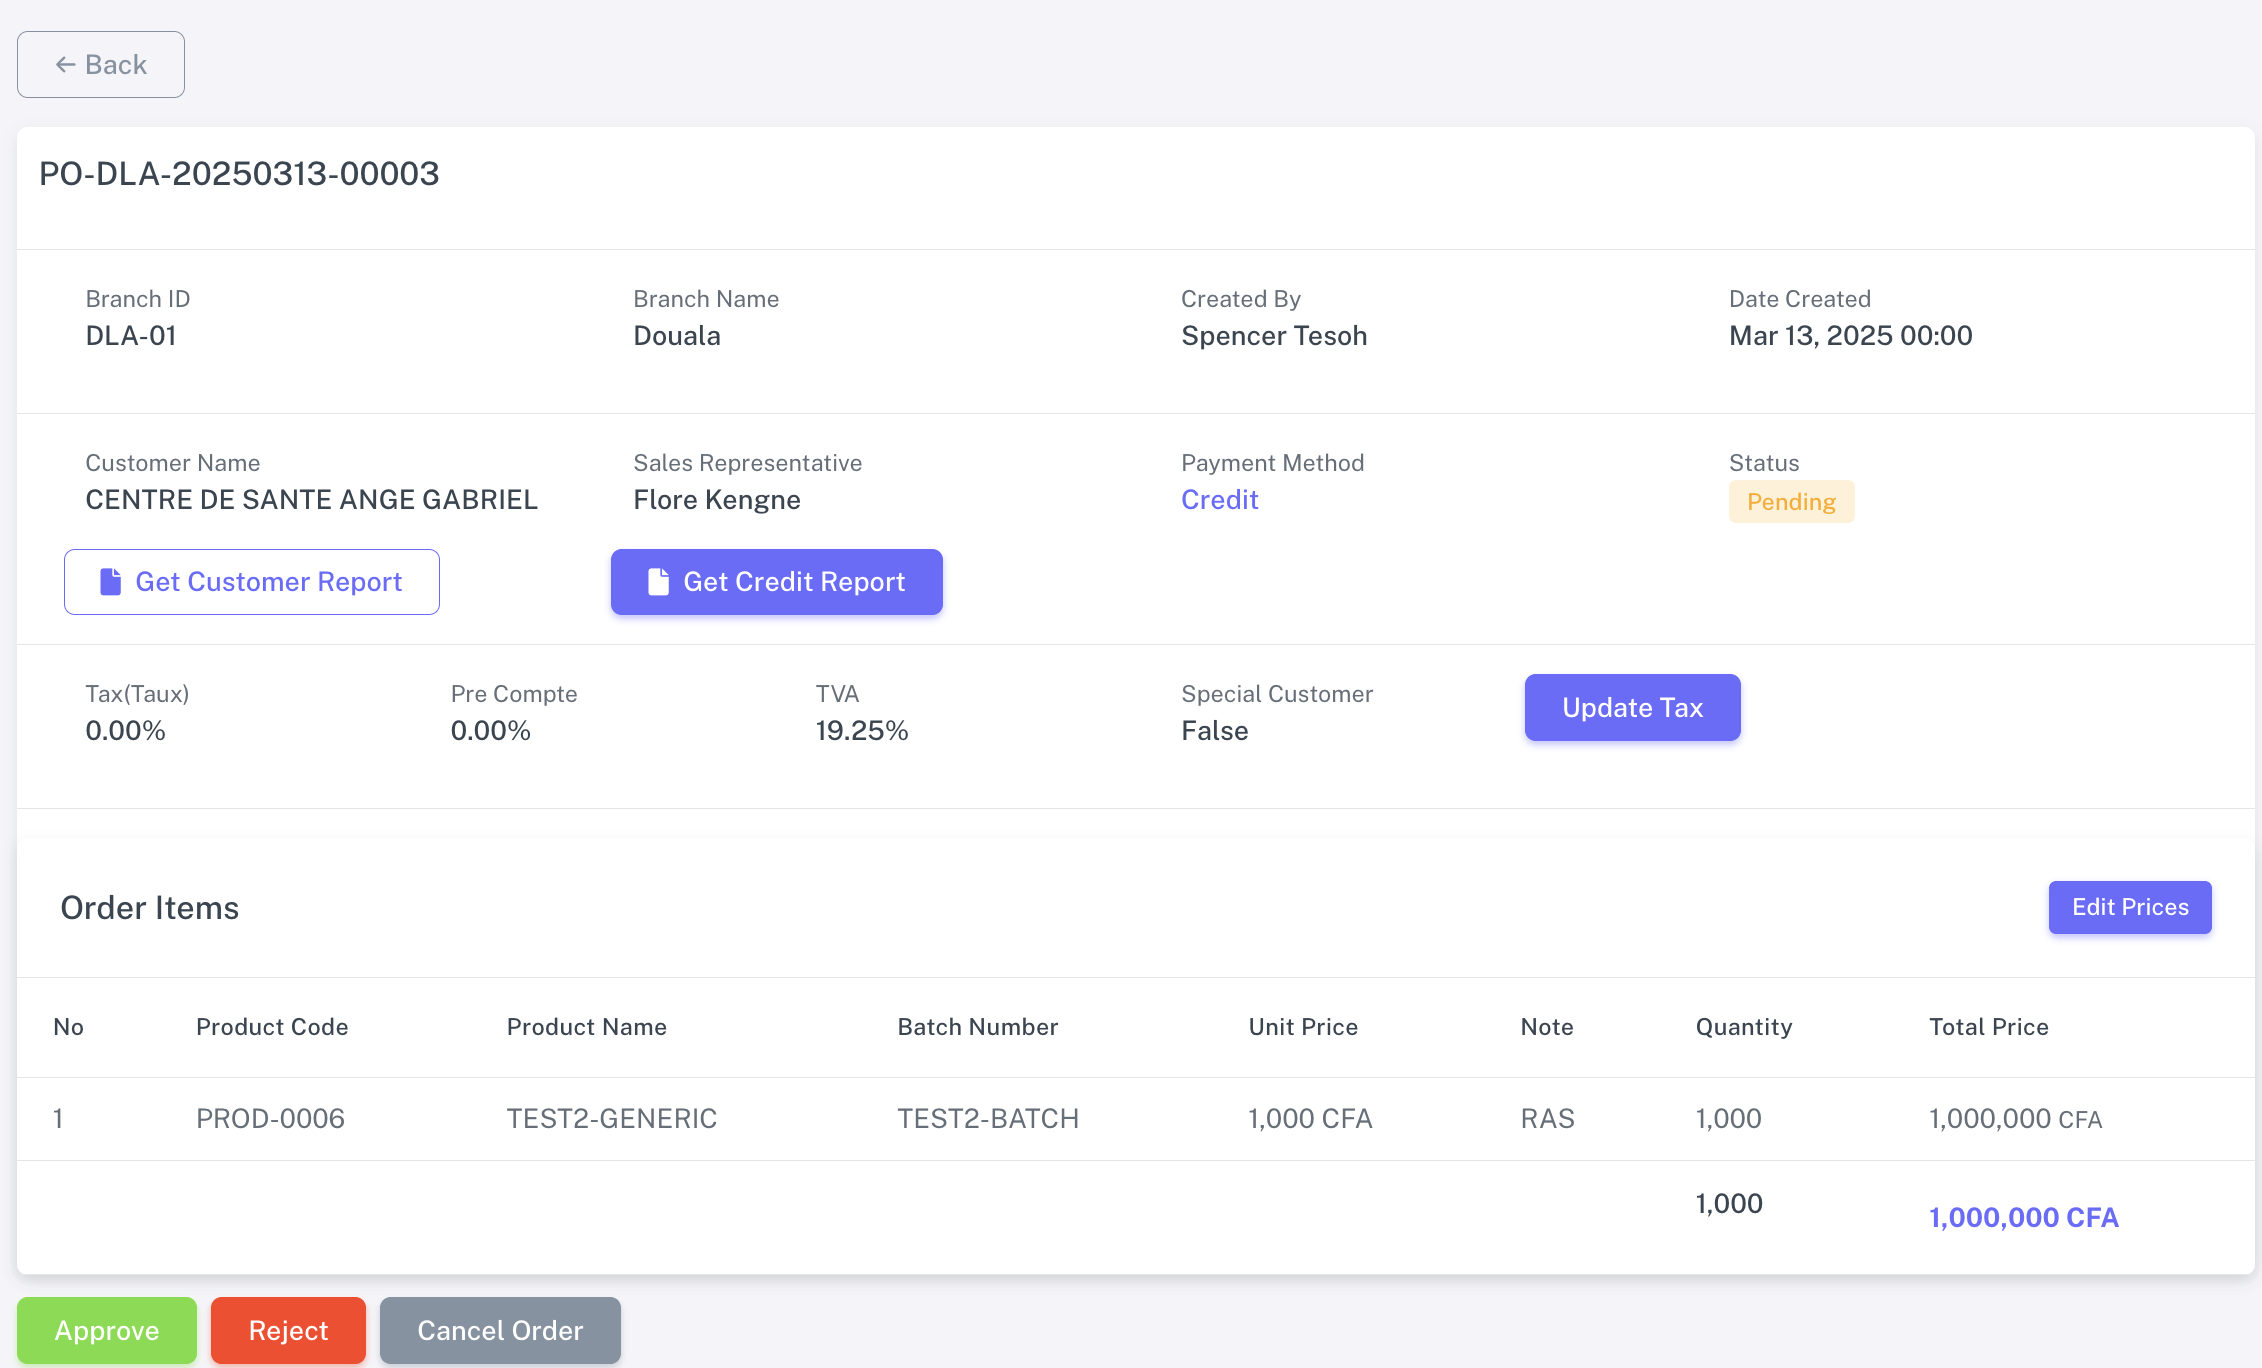 ← Back
PO-DLA-20250313-00003
Branch ID
DLA-01
Branch Name
Douala
Created By
Spencer Tesoh
Date Created
Mar 13, 2025 00:00
Customer Name
CENTRE DE SANTE ANGE GABRIEL
Sales Representative
Flore Kengne
Payment Method
Credit
Status
Pending
Get Customer Report
Get Credit Report
Tax(Taux)
0.00%
Pre Compte
0.00%
TVA
19.25%
Special Customer
False
Update Tax
Order Items
Edit Prices
No Product Code Product Name Batch Number Unit Price Note Quantity Total Price
1 PROD-0006 TEST2-GENERIC TEST2-BATCH 1,000 CFA RAS 1,000 1,000,000 CFA
1,000
1,000,000 CFA
Approve
Reject
Cancel Order